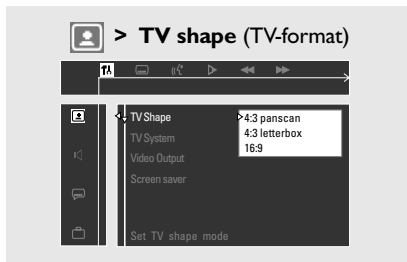 > TV shape (TV-format)
TV Shape
4:3 panscan
TV System
4:3 letterbox
Video Output
16:9
Screen saver
Set TV shape mode